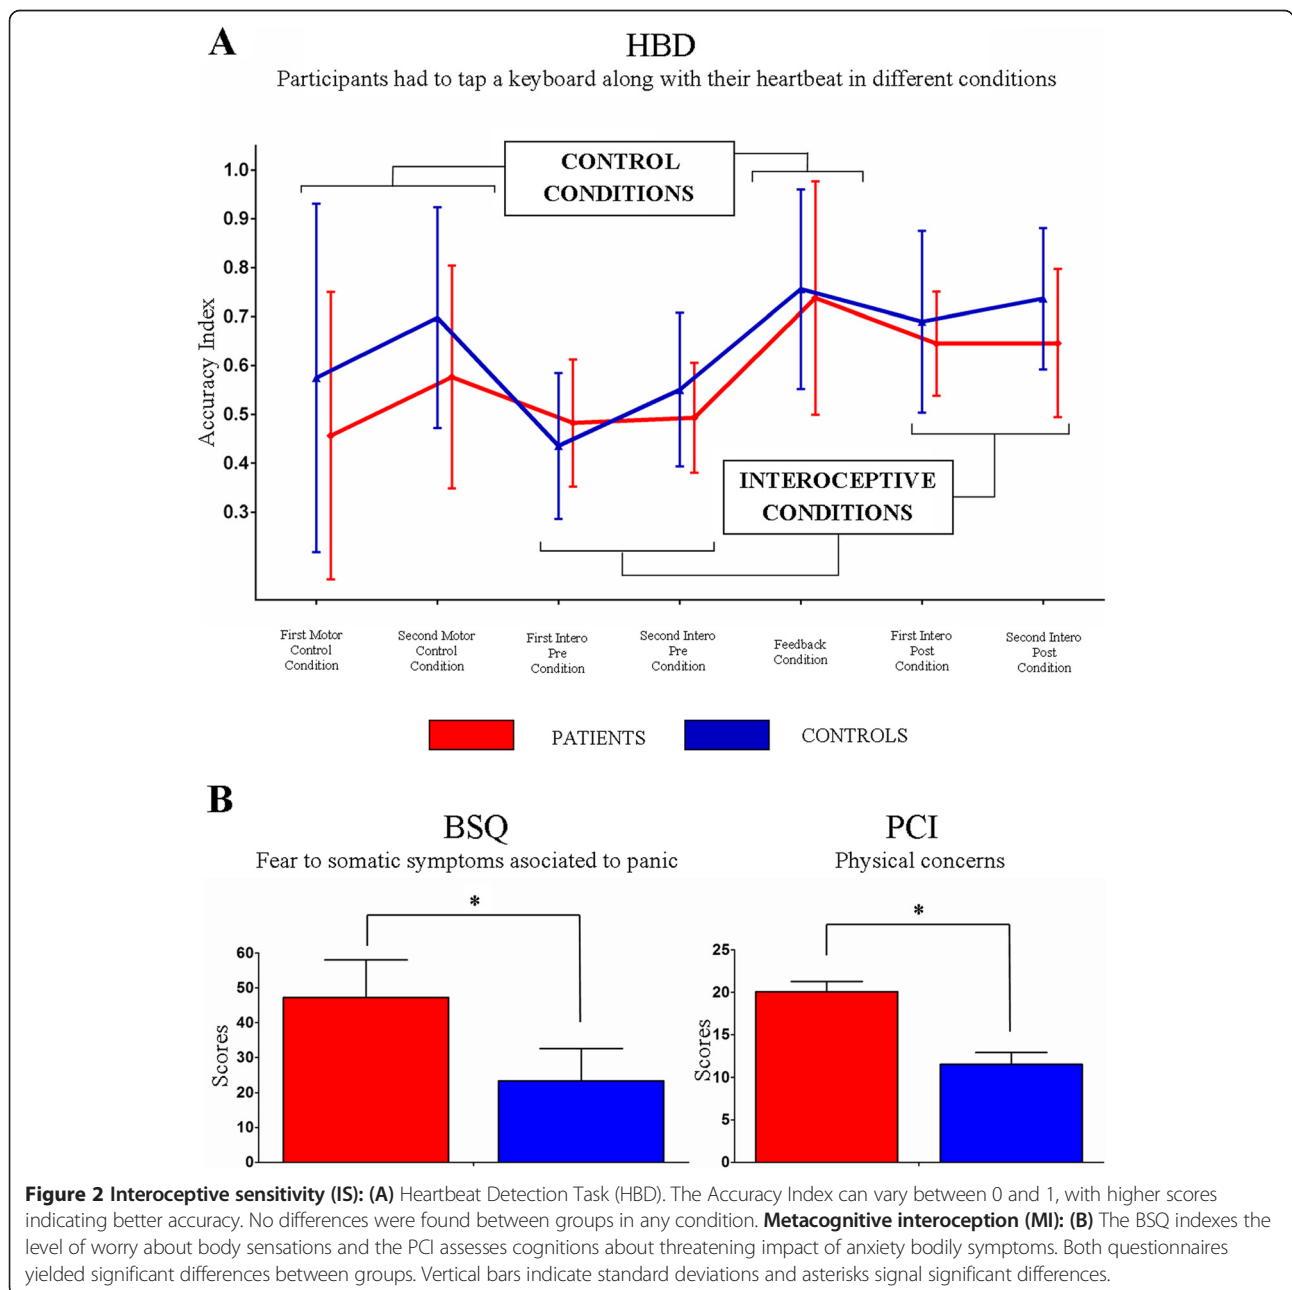 A
HBD
Participants had to tap a keyboard along with their heartbeat in different conditions
CONTROL
CONDITIONS
1.0
0.9
0.8
0.7
0.6
0.5
0.4
0.3
Accuracy Index
INTEROCEPTIVE
CONDITIONS
First Motor
Control
Condition
Second Motor
Control
Condition
First Intero
Pre
Condition
Second Intero
Pre
Condition
Feedback
Condition
First Intero
Post
Condition
Second Intero
Post
Condition
PATIENTS
CONTROLS
B
BSQ
Fear to somatic symptoms asociated to panic
*
60
50
40
30
20
10
0
Scores
PCI
Physical concerns
*
25
20
15
10
5
0
Scores
Figure 2 Interoceptive sensitivity (IS): (A) Heartbeat Detection Task (HBD). The Accuracy Index can vary between 0 and 1, with higher scores
indicating better accuracy. No differences were found between groups in any condition. Metacognitive interoception (MI): (B) The BSQ indexes the
level of worry about body sensations and the PCI assesses cognitions about threatening impact of anxiety bodily symptoms. Both questionnaires
yielded significant differences between groups. Vertical bars indicate standard deviations and asterisks signal significant differences.